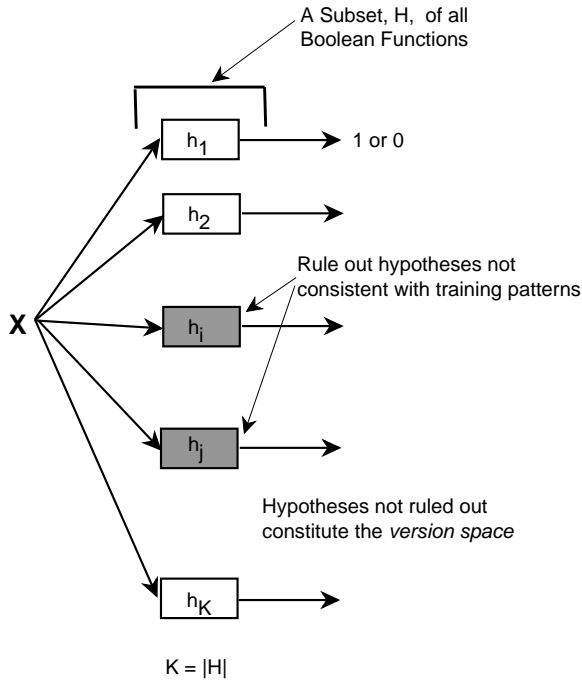 A Subset, H, of all
Boolean Functions
h1
1 or 0
h2
Rule out hypotheses not
consistent with training patterns
X
hi
hj
Hypotheses not ruled out
constitute the version space
hK
K = |H|